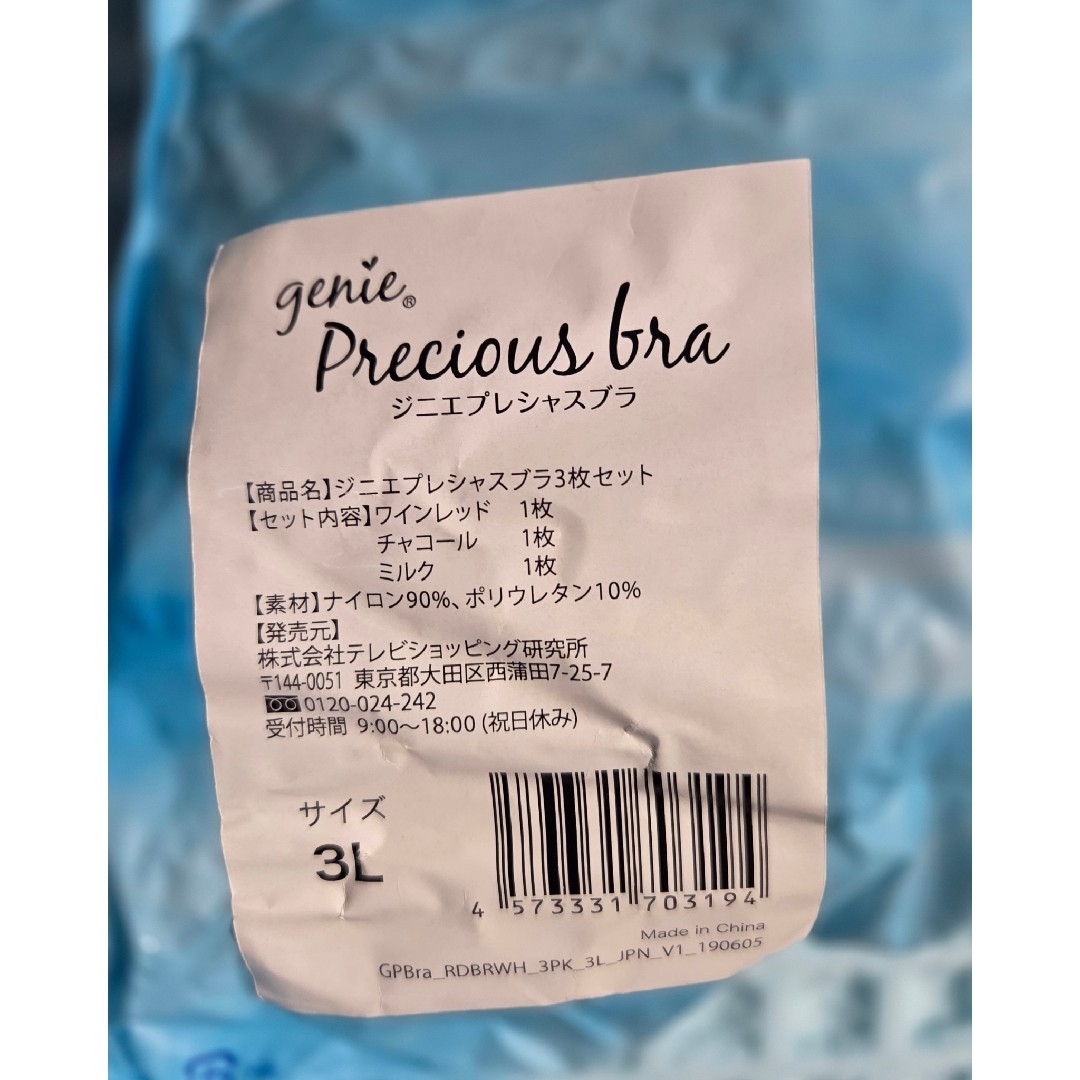 genie®
Precious bra
ジニエプレシャスブラ
【商品名】ジニエプレシャスブラ3枚セット
【セット内容】ワインレッド 1枚
チャコール 1枚
ミルク 1枚
【素材】ナイロン90%、ポリウレタン10%
【発売元】
株式会社テレビショッピング研究所
〒144-0051 東京都大田区西蒲田7-25-7
0120-024-242
受付時間 9:00～18:00 (祝日休み)
サイズ
3L
4 573331 703194
Made in China
GPBra_RDBRWH_3PK_3L_JPN_V1_190605